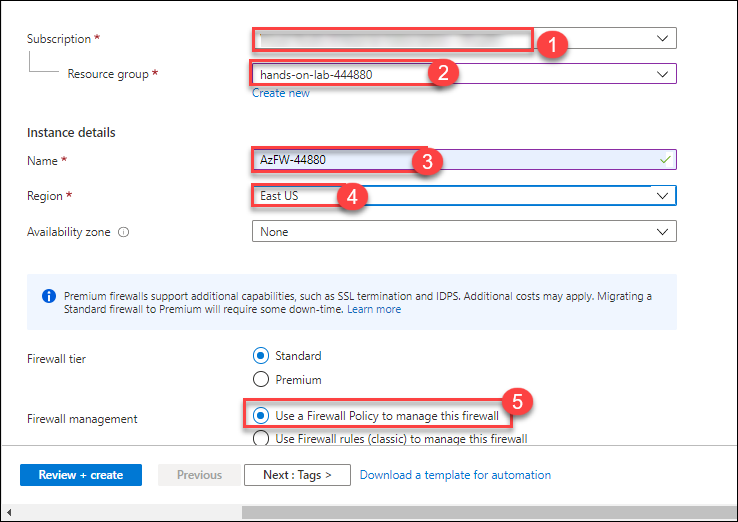 Subscription *
1
Resource group *
hands-on-lab-444880
2
Create new
Instance details
Name *
AzFW-44880
3
Region *
East US
4
Availability zone
None
Premium firewalls support additional capabilities, such as SSL termination and IDPS. Additional costs may apply. Migrating a
Standard firewall to Premium will require some down-time. Learn more
Firewall tier
Standard
Premium
5
Firewall management
Use a Firewall Policy to manage this firewall
Use Firewall rules (classic) to manage this firewall
Review + create
Previous
Next : Tags >
Download a template for automation